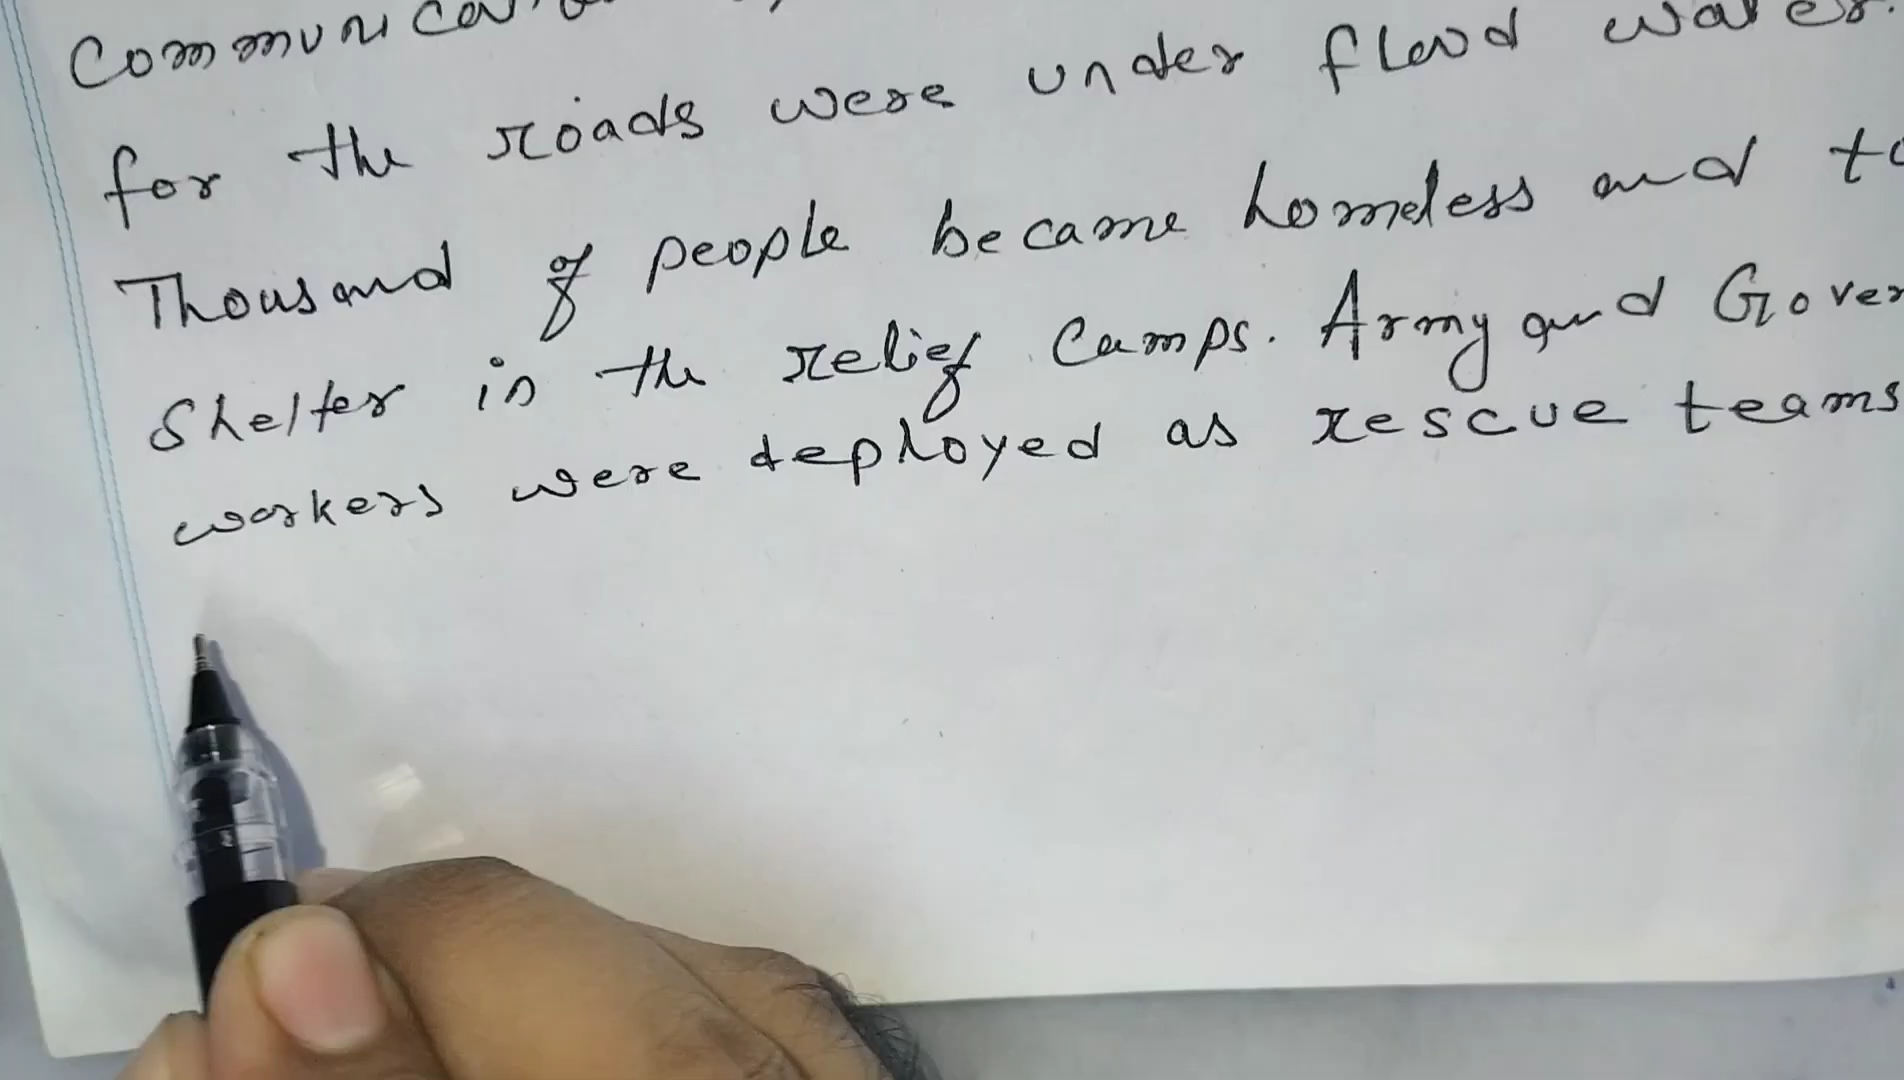 for the roads were under flood water.
Thousand of people became homeless and
Shelter in the relief Camps. Army and
workers were deployed as rescue teams